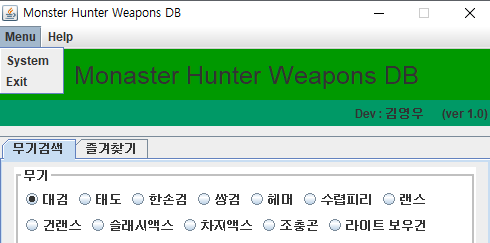 Monster Hunter Weapons DB
Menu Help
System
Exit
Monaster Hunter Weapons DB
Dev : 김영우 (ver 1.0)
무기검색 즐겨찾기
무기
대검 태도 한손검 쌍검 헤머 수렵피리 랜스
건랜스 슬래시액스 차저액스 조충곤 라이트 보우건